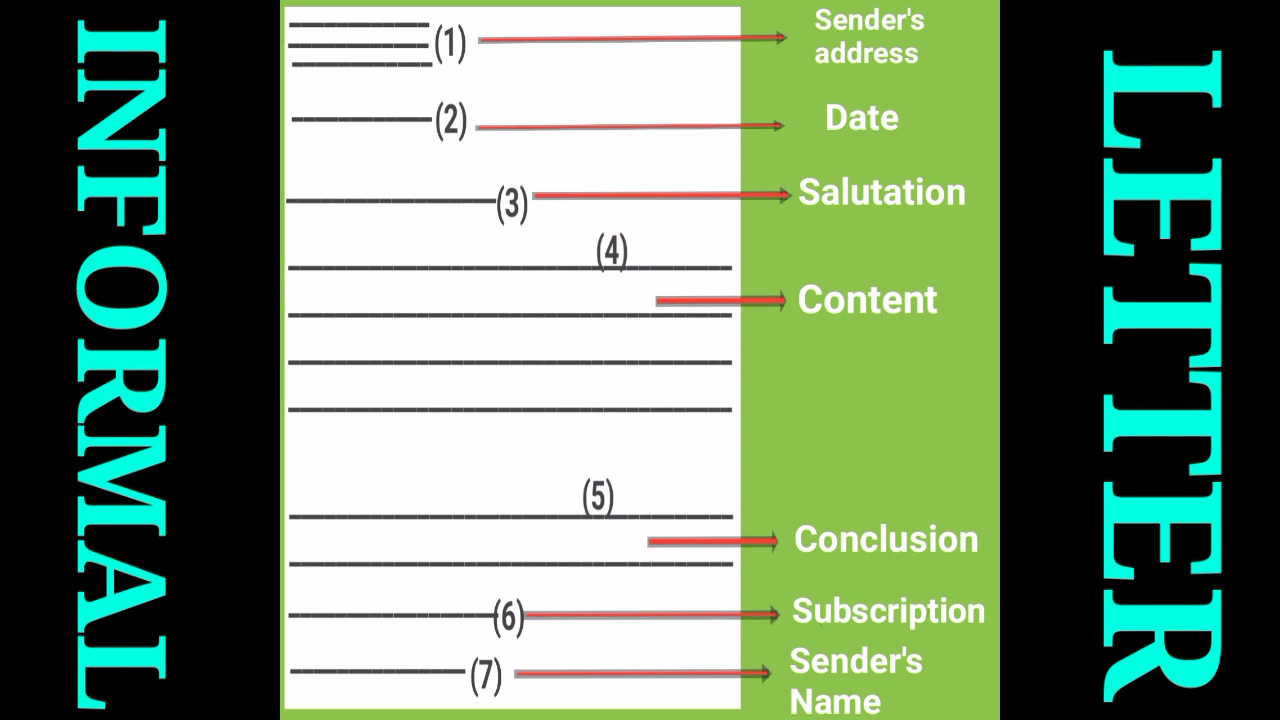 INFORMAL
(1)
Sender's
address
(2)
Date
(3)
Salutation
(4)
Content
(5)
Conclusion
(6)
Subscription
(7)
Sender's
Name
LETTER